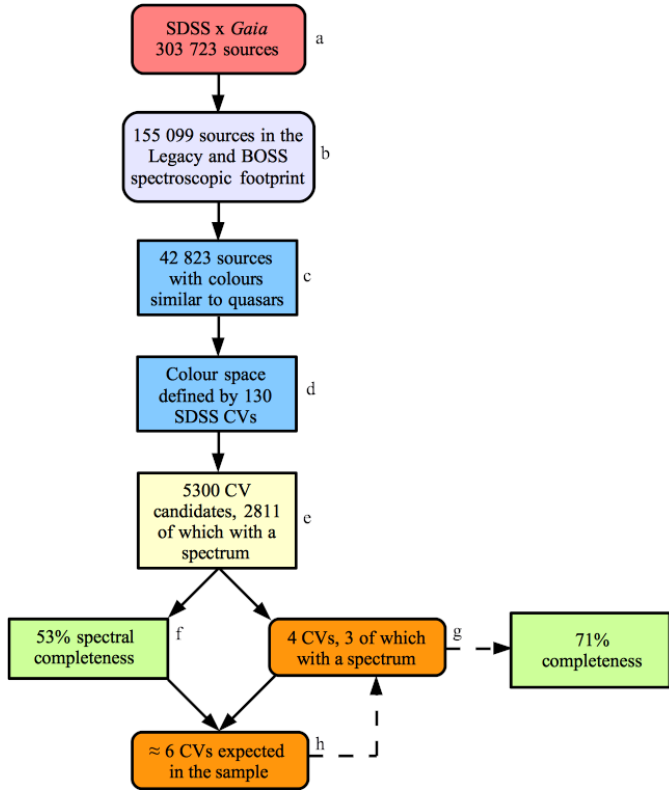 SDSS x Gaia
303 723 sources
a
155 099 sources in the
Legacy and BOSS
spectroscopic footprint
b
42 823 sources
with colours
similar to quasars
c
Colour space
defined by 130
SDSS CVs
d
5300 CV
candidates, 2811
of which with a
spectrum
e
53% spectral
completeness
f
4 CVs, 3 of which
with a spectrum
g
71%
completeness
≈ 6 CVs expected
in the sample
h